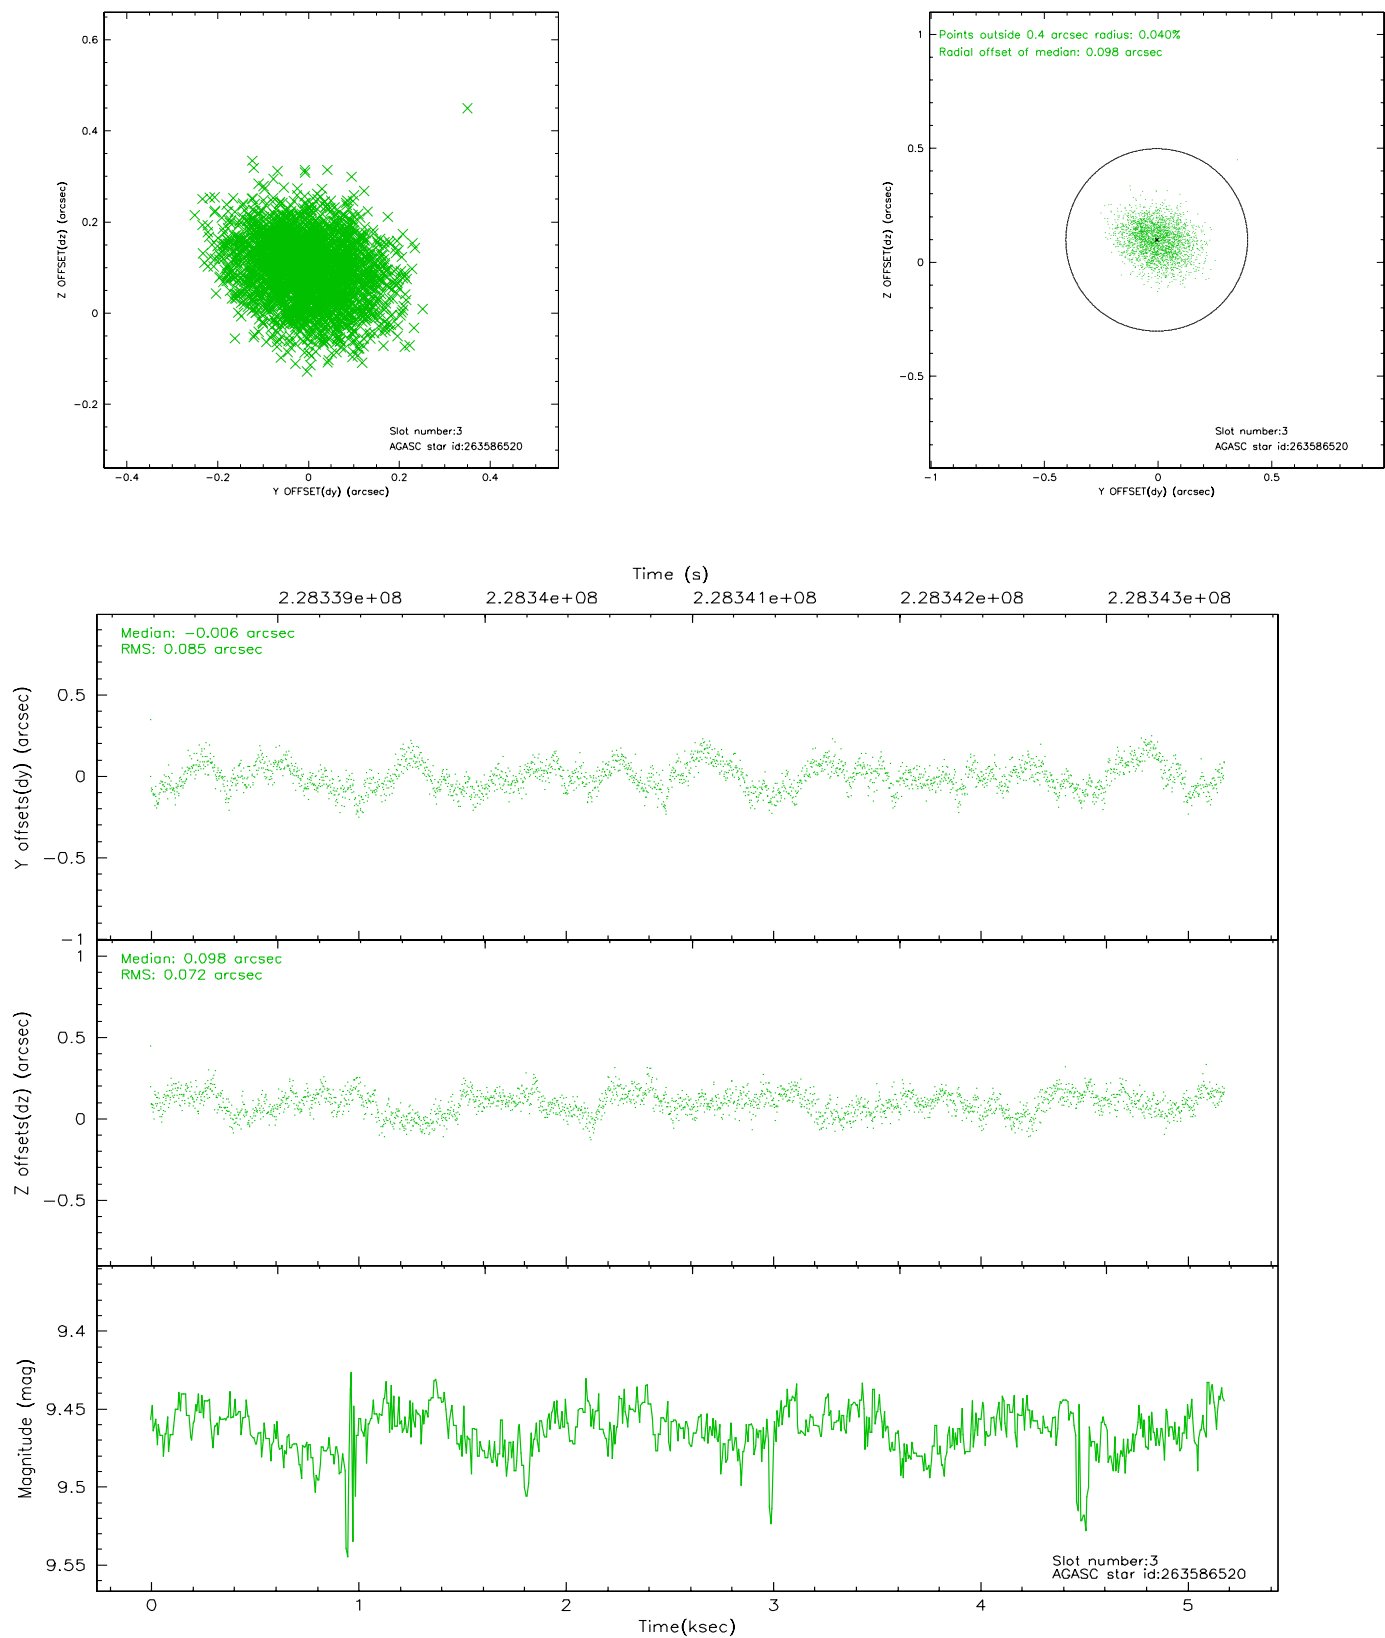 0.6
0.4
0.2
0
−0.2
Z OFFSET(dz) (arcsec)
Slot number:3
AGASC star id:263586520
−0.4 −0.2 0 0.2 0.4
Y OFFSET(dy) (arcsec)
Points outside 0.4 arcsec radius: 0.040%
Radial offset of median: 0.098 arcsec
1
0.5
0
−0.5
Z OFFSET(dz) (arcsec)
Slot number:3
AGASC star id:263586520
−1 −0.5 0 0.5
Y OFFSET(dy) (arcsec)
Time (s)
2.28339e+08 2.2834e+08 2.28341e+08 2.28342e+08 2.28343e+08
Median: −0.006 arcsec
RMS: 0.085 arcsec
0.5
0
−0.5
−1
Y offsets(dy) (arcsec)
Median: 0.098 arcsec
RMS: 0.072 arcsec
1
0.5
0
−0.5
Z offsets(dz) (arcsec)
9.4
9.45
9.5
9.55
Magnitude (mag)
Slot number:3
AGASC star id:263586520
0 1 2 3 4 5
Time(ksec)